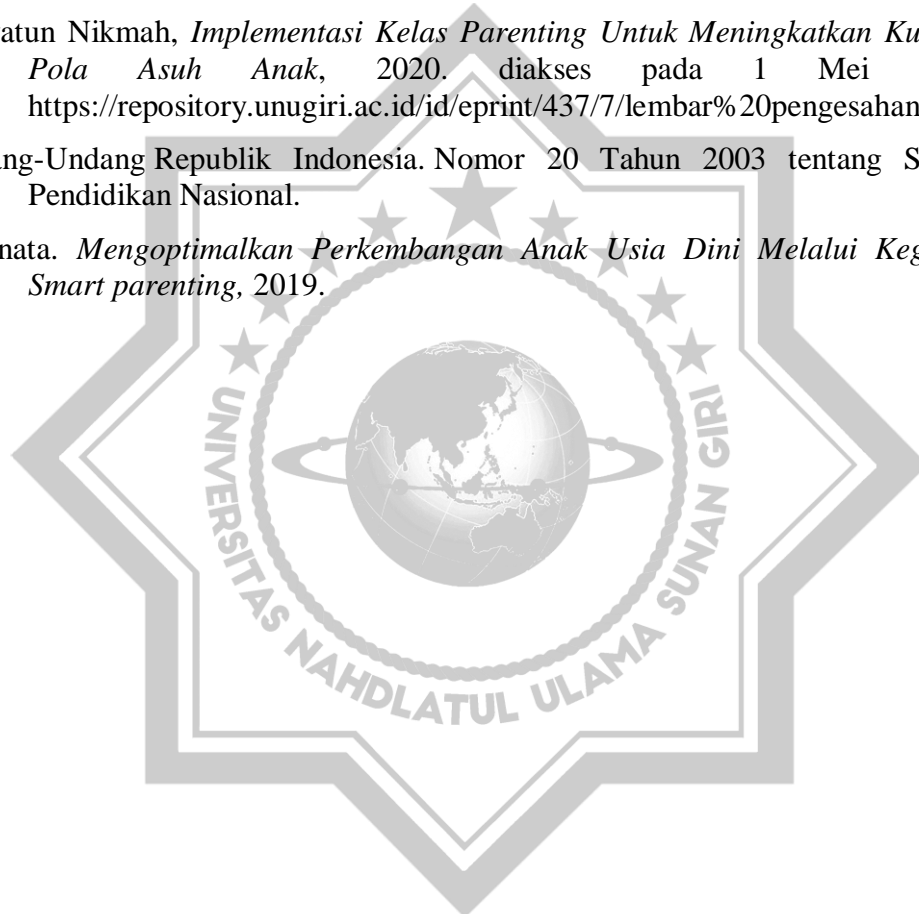 atun Nikmah, Implementasi Kelas Parenting Untuk Meningkatkan Ku
Pola Asuh Anak, 2020. diakses pada 1 Mei
https://repository.unugiri.ac.id/id/eprint/437/7/lembar%20pengesahan
ng-Undang Republik Indonesia. Nomor 20 Tahun 2003 tentang S
Pendidikan Nasional.
nata. Mengoptimalkan Perkembangan Anak Usia Dini Melalui Keg
Smart parenting, 2019.
UNIVERSITAS NAHDLATUL ULAMA SUNAN GIRI